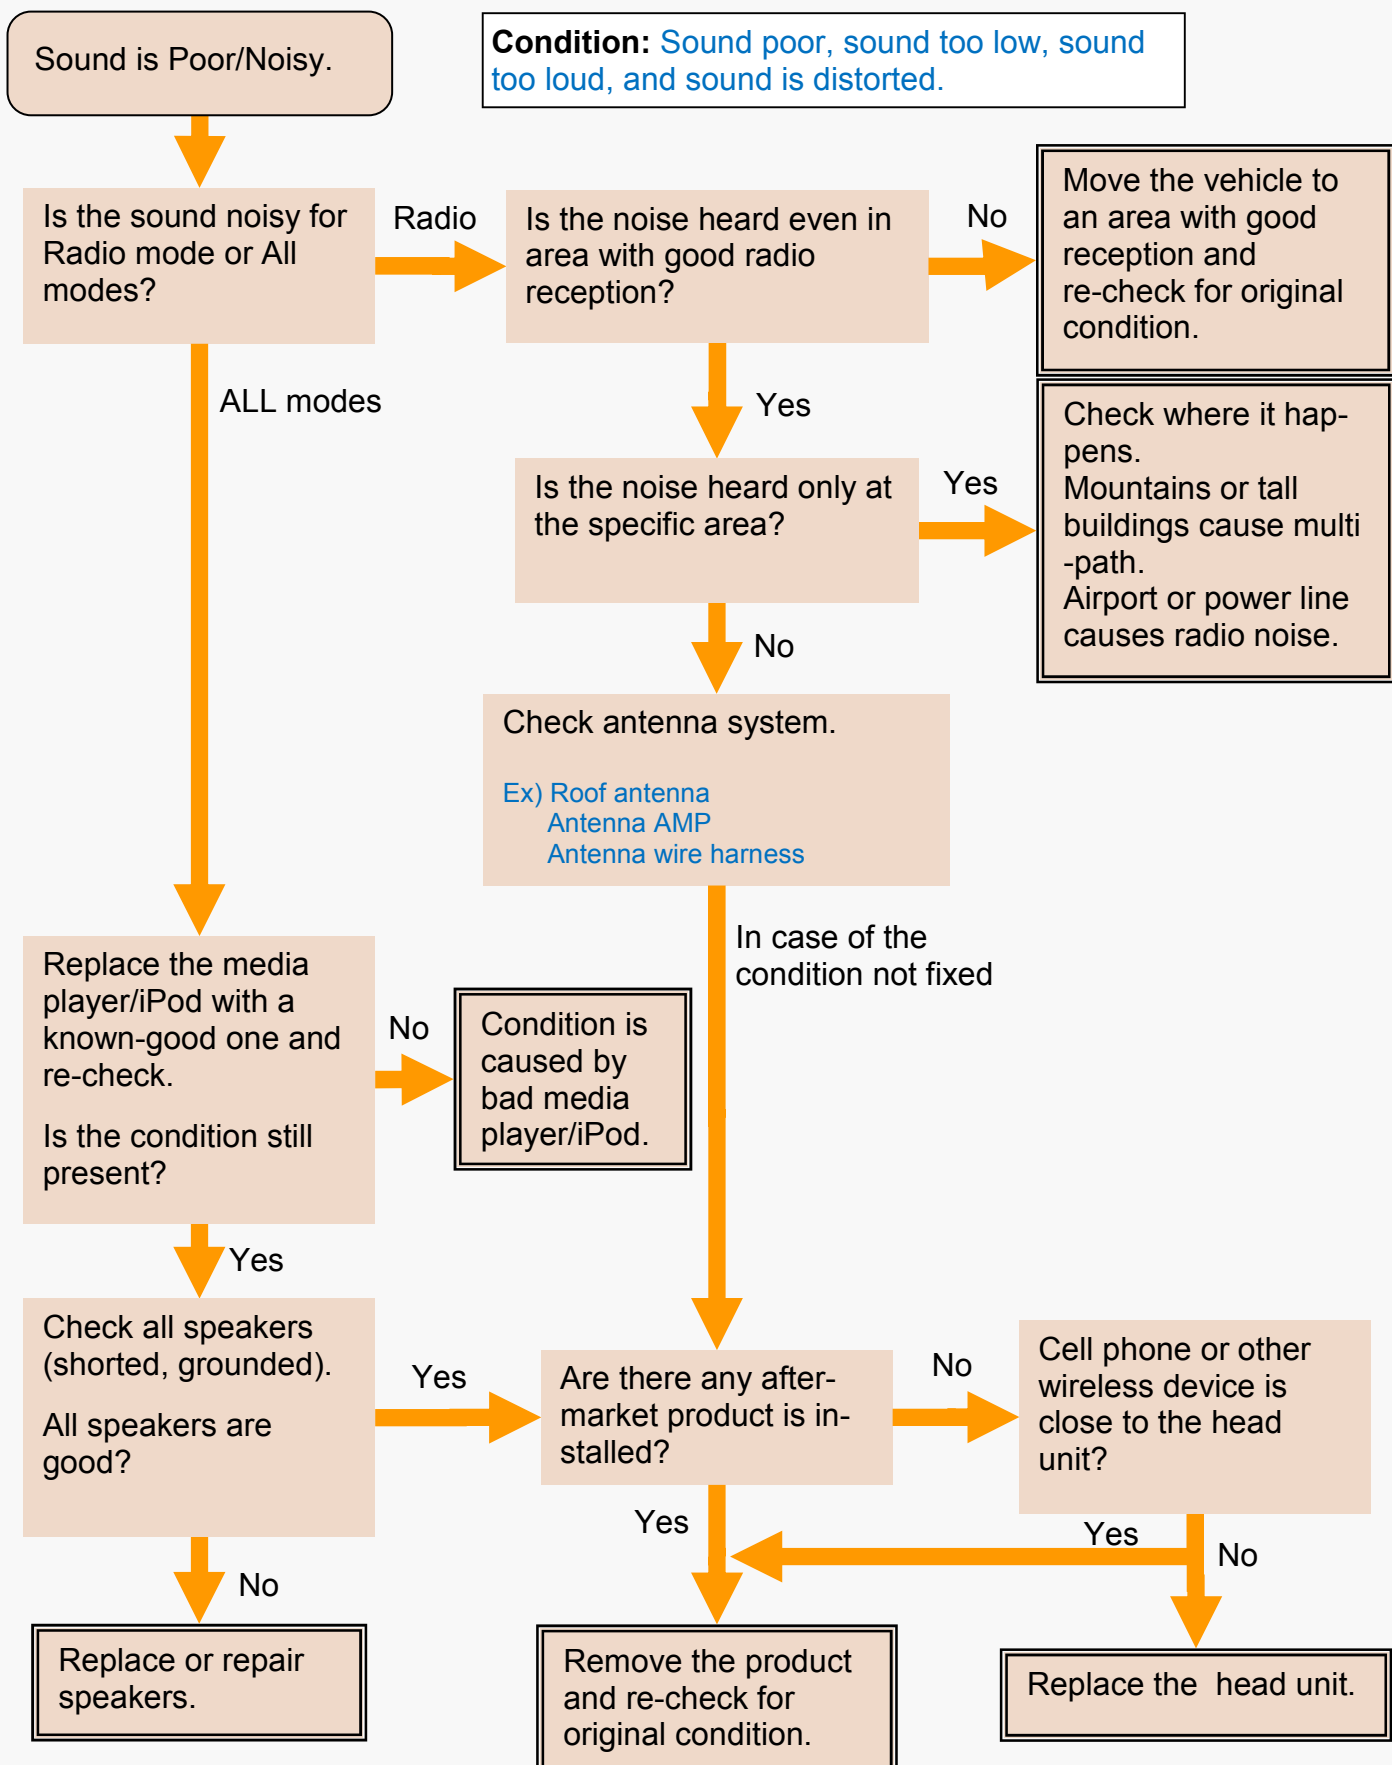 Sound is Poor/Noisy.
Condition: Sound poor, sound too low, sound
too loud, and sound is distorted.
Is the sound noisy for
Radio mode or All
modes?
Radio
Is the noise heard even in
area with good radio
reception?
No
Move the vehicle to
an area with good
reception and
re-check for original
condition.
ALL modes
Yes
Is the noise heard only at
the specific area?
Yes
Check where it hap-
pens.
Mountains or tall
buildings cause multi
-path.
Airport or power line
causes radio noise.
No
Check antenna system.
Ex) Roof antenna
Antenna AMP
Antenna wire harness
In case of the
condition not fixed
Replace the media
player/iPod with a
known-good one and
re-check.
Is the condition still
present?
No
Condition is
caused by
bad media
player/iPod.
Yes
Check all speakers
(shorted, grounded).
All speakers are
good?
Yes
Are there any after-
market product is in-
stalled?
No
Cell phone or other
wireless device is
close to the head
unit?
No
Yes
Yes
No
Replace or repair
speakers.
Remove the product
and re-check for
original condition.
Replace the  head unit.